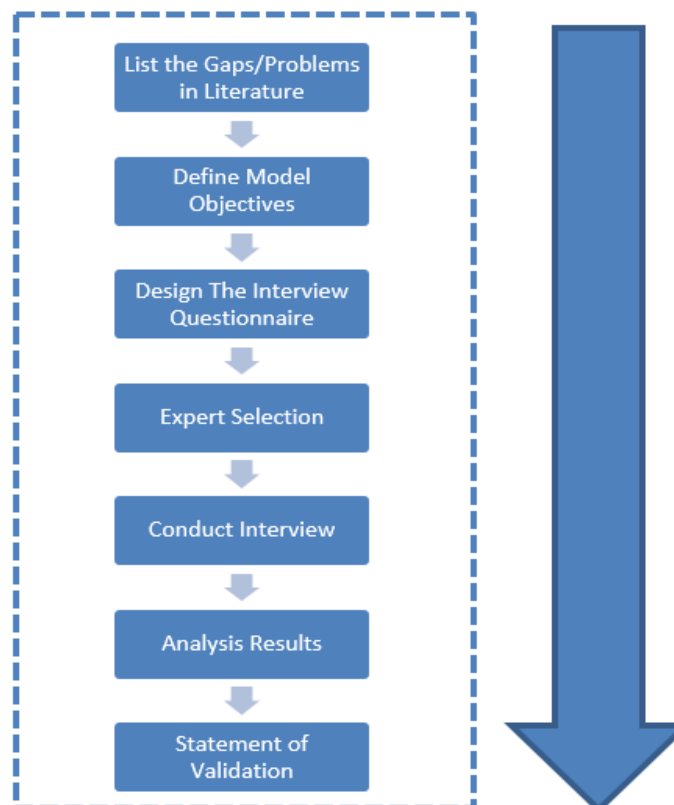 List the Gaps/Problems
in Literature
Define Model
Objectives
Design The Interview
Questionnaire
Expert Selection
Conduct Interview
Analysis Results
Statement of
Validation